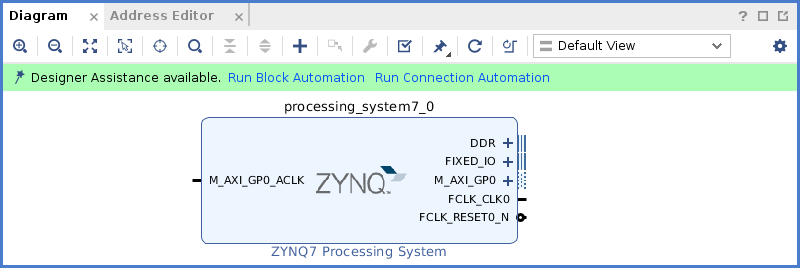 Diagram Address Editor
Default View
Designer Assistance available. Run Block Automation Run Connection Automation
processing_system7_0
DDR
FIXED_IO
M_AXI_GP0_ACLK ZYNQ M_AXI_GP0
FCLK_CLK0
FCLK_RESET0_N
ZYNQ7 Processing System